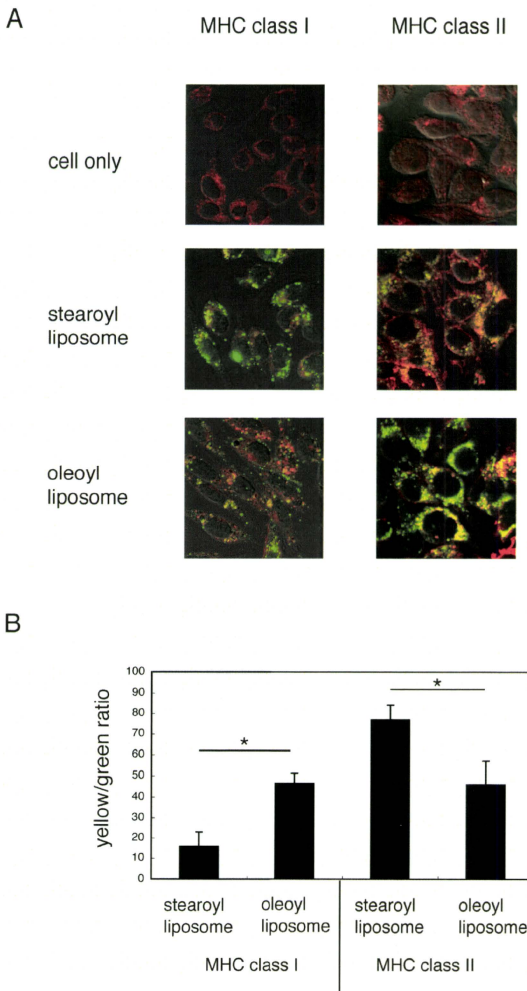 A
MHC class I
MHC class II
cell only
stearoyl
liposome
oleoyl
liposome
B
yellow/green ratio
100
90
80
70
60
50
40
30
20
10
0
*
*
stearoyl
liposome
oleoyl
liposome
stearoyl
liposome
oleoyl
liposome
MHC class I
MHC class II